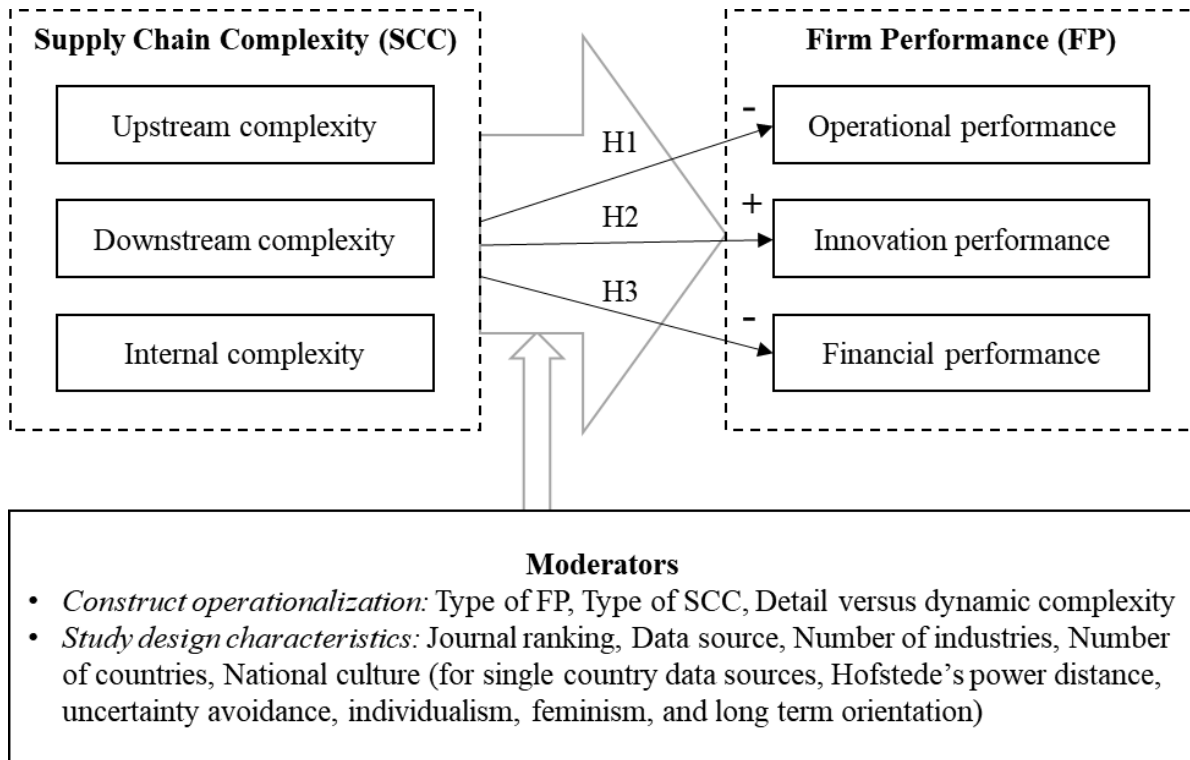 Supply Chain Complexity (SCC)
Upstream complexity
Downstream complexity
Internal complexity
H1
H2
H3
Firm Performance (FP)
-
Operational performance
+
Innovation performance
-
Financial performance
Moderators
• Construct operationalization: Type of FP, Type of SCC, Detail versus dynamic complexity
• Study design characteristics: Journal ranking, Data source, Number of industries, Number
of countries, National culture (for single country data sources, Hofstede's power distance,
uncertainty avoidance, individualism, feminism, and long term orientation)